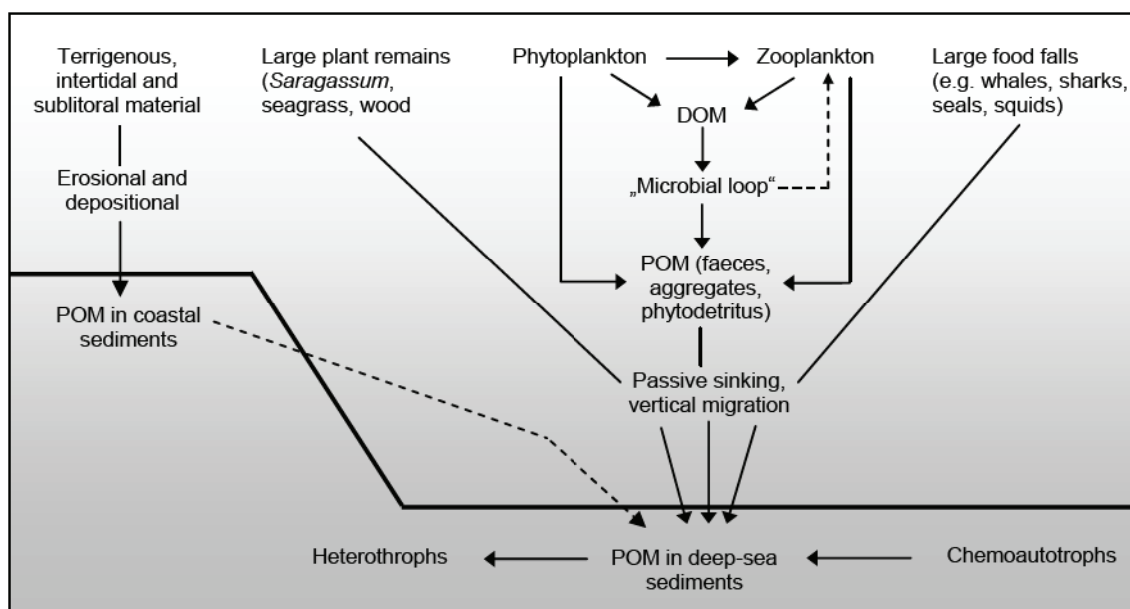 Terrigenous,
intertidal and
sublitoral material
Large plant remains
(Saragassum,
seagrass, wood
Phytoplankton
Zooplankton
Large food falls
(e.g. whales, sharks,
seals, squids)
DOM
Erosional and
depositional
„Microbial loop“
POM (faeces,
aggregates,
phytodetritus)
POM in coastal
sediments
Passive sinking,
vertical migration
Heterothrophs
POM in deep-sea
sediments
Chemoautotrophs